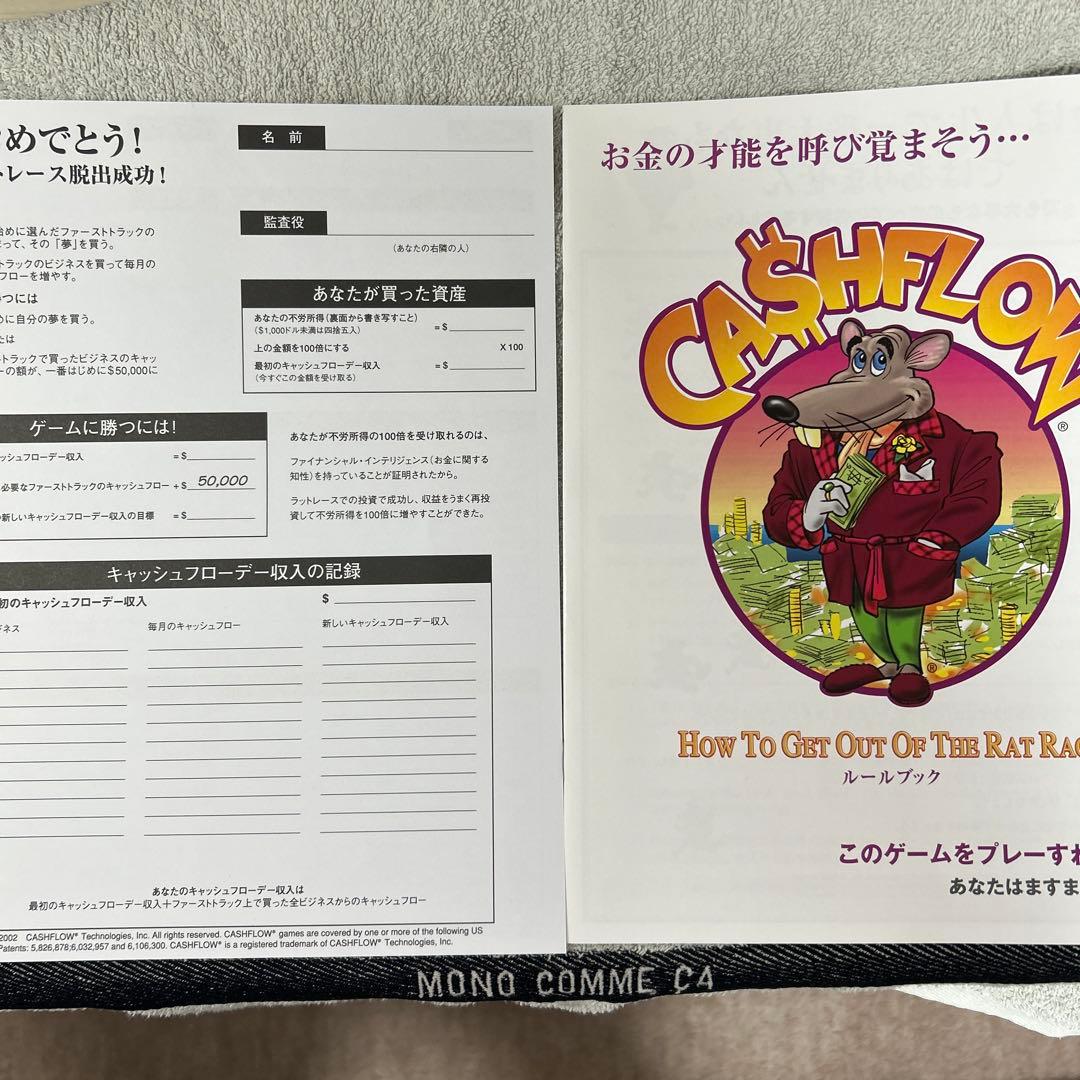 めでとう!
トレース脱出成功!
名前
始めに選んだファーストトラックの
って、その「夢」を買う。
監査役
(あなたの右隣の人)
トラックのビジネスを買って毎月の
フローを増やす。
つには
めに自分の夢を買う。
たは
トラックで買ったビジネスのキャッ
ーの額が、一番はじめに$50,000に
あなたが買った資産
あなたの不労所得(裏面から書き写すこと)
($1,000ドル未満は四捨五入)
= $
上の金額を100倍にする
X 100
最初のキャッシュフローデー収入
(今すぐこの金額を受け取る)
= $
ゲームに勝つには!
ッシュフローデー収入 = $
必要なファーストトラックのキャッシュフロー + $ 50,000
新しいキャッシュフローデー収入の目標 = $
あなたが不労所得の100倍を受け取れるのは、
ファイナンシャル・インテリジェンス(お金に関する
知性)を持っていることが証明されたから。
ラットレースでの投資で成功し、収益をうまく再投
資して不労所得を100倍に増やすことができた。
キャッシュフローデー収入の記録
初のキャッシュフローデー収入 $
ジネス 毎月のキャッシュフロー 新しいキャッシュフローデー収入
あなたのキャッシュフローデー収入は
最初のキャッシュフローデー収入+ファーストトラック上で買った全ビジネスからのキャッシュフロー
2002 CASHFLOW® Technologies, Inc. All rights reserved. CASHFLOW® games are covered by one or more of the following US
Patents: 5,826,878;6,032,957 and 6,106,300. CASHFLOW® is a registered trademark of CASHFLOW® Technologies, Inc.
お金の才能を呼び覚まそう…
CA$HFLOW
®
®
HOW TO GET OUT OF THE RAT RAC
ルールブック
このゲームをプレーすれ
あなたはますま
MONO COMME ÇA